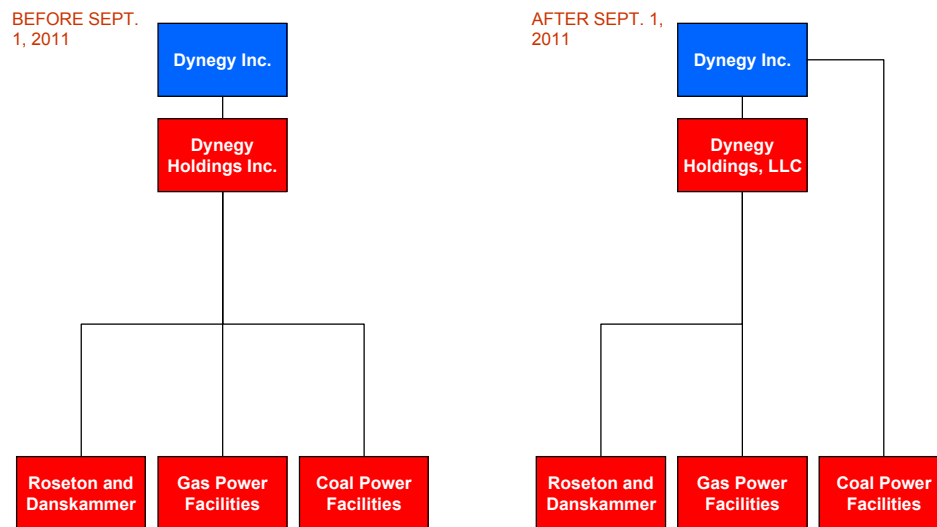 BEFORE SEPT.
1, 2011
Dynegy Inc.
Dynegy
Holdings Inc.
Roseton and
Danskammer
Gas Power
Facilities
Coal Power
Facilities
AFTER SEPT. 1,
2011
Dynegy Inc.
Dynegy
Holdings, LLC
Roseton and
Danskammer
Gas Power
Facilities
Coal Power
Facilities